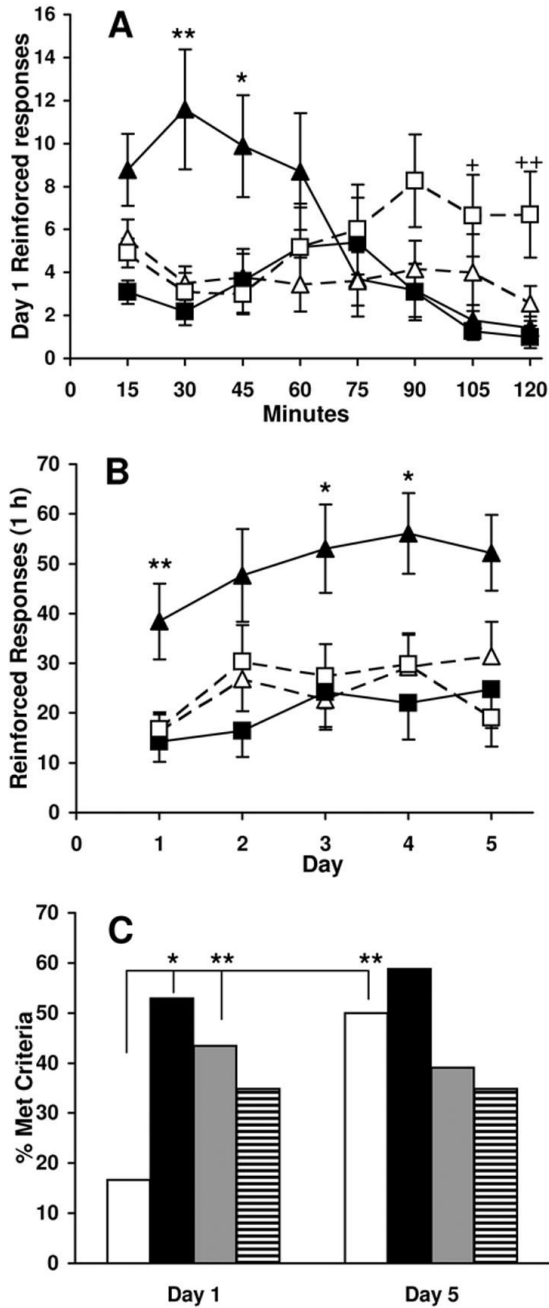 A
Day 1 Reinforced responses
16
14
12
10
8
6
4
2
0
**
*
+
++
0 15 30 45 60 75 90 105 120
Minutes
B
Reinforced Responses (1 h)
70
60
50
40
30
20
10
0
**
*
*
0 1 2 3 4 5
Day
C
% Met Criteria
70
60
50
40
30
20
10
0
* ** **
Day 1 Day 5